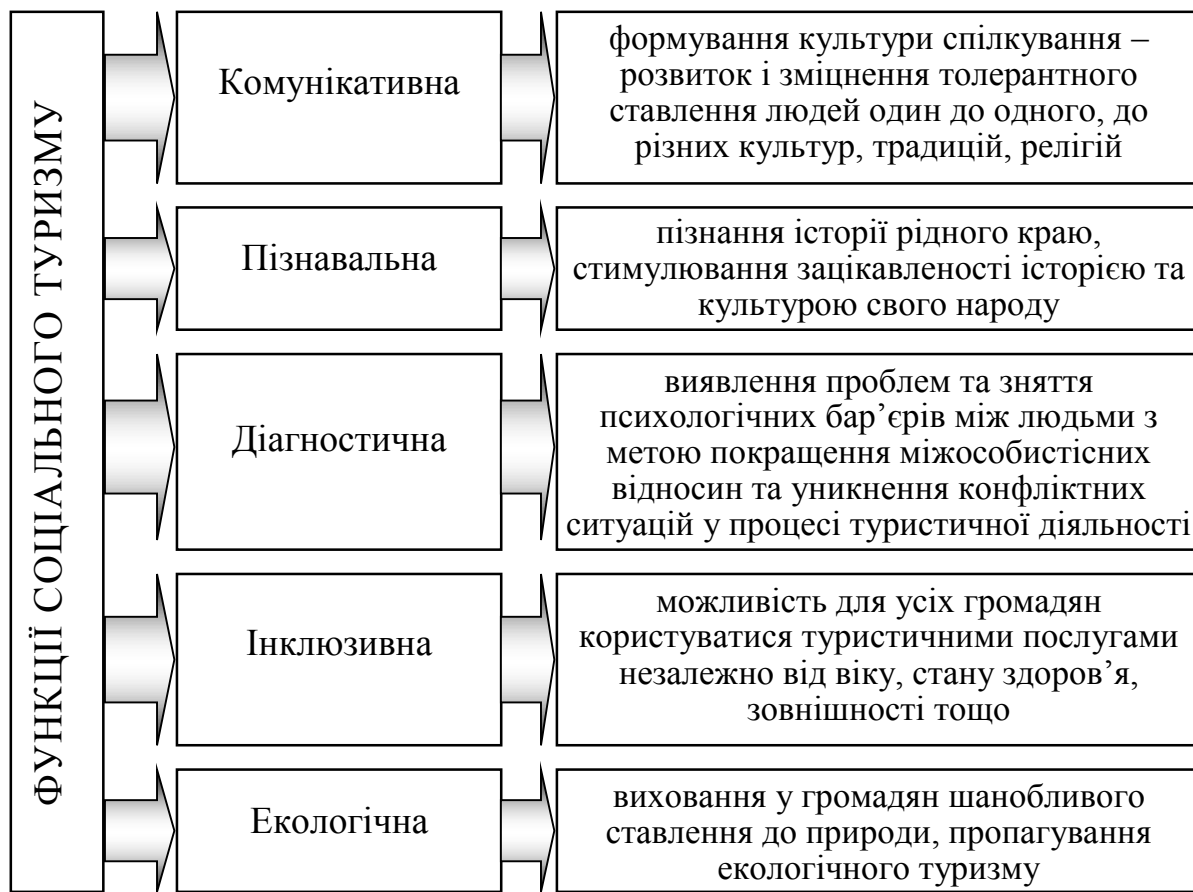 ФУНКЦІЇ СОЦІАЛЬНОГО ТУРИЗМУ
Комунікативна
формування культури спілкування –
розвиток і зміцнення толерантного
ставлення людей один до одного, до
різних культур, традицій, релігій
Пізнавальна
пізнання історії рідного краю,
стимулювання зацікавленості історією та
культурою свого народу
Діагностична
виявлення проблем та зняття
психологічних бар’єрів між людьми з
метою покращення міжособистісних
відносин та уникнення конфліктних
ситуацій у процесі туристичної діяльності
Інклюзивна
можливість для усіх громадян
користуватися туристичними послугами
незалежно від віку, стану здоров’я,
зовнішності тощо
Екологічна
виховання у громадян шанобливого
ставлення до природи, пропагування
екологічного туризму